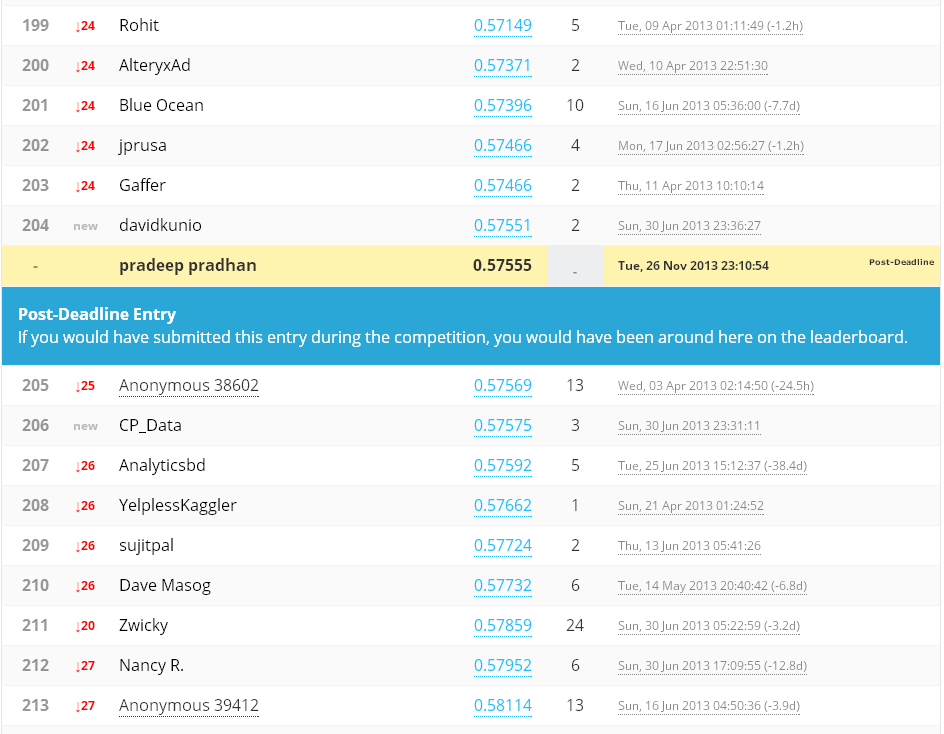 199 ↓24 Rohit 0.57149 5 Tue, 09 Apr 2013 01:11:49 (-1.2h)
200 ↓24 AlteryxAd 0.57371 2 Wed, 10 Apr 2013 22:51:30
201 ↓24 Blue Ocean 0.57396 10 Sun, 16 Jun 2013 05:36:00 (-7.7d)
202 ↓24 jprusa 0.57466 4 Mon, 17 Jun 2013 02:56:27 (-1.2h)
203 ↓24 Gaffer 0.57466 2 Thu, 11 Apr 2013 10:10:14
204 new davidkunio 0.57551 2 Sun, 30 Jun 2013 23:36:27
- pradeep pradhan 0.57555 - Tue, 26 Nov 2013 23:10:54 Post-Deadline
Post-Deadline Entry
If you would have submitted this entry during the competition, you would have been around here on the leaderboard.
205 ↓25 Anonymous 38602 0.57569 13 Wed, 03 Apr 2013 02:14:50 (-24.5h)
206 new CP_Data 0.57575 3 Sun, 30 Jun 2013 23:31:11
207 ↓26 Analyticsbd 0.57592 5 Tue, 25 Jun 2013 15:12:37 (-38.4d)
208 ↓26 YelplessKaggler 0.57662 1 Sun, 21 Apr 2013 01:24:52
209 ↓26 sujitpal 0.57724 2 Thu, 13 Jun 2013 05:41:26
210 ↓26 Dave Masog 0.57732 6 Tue, 14 May 2013 20:40:42 (-6.8d)
211 ↓20 Zwicky 0.57859 24 Sun, 30 Jun 2013 05:22:59 (-3.2d)
212 ↓27 Nancy R. 0.57952 6 Sun, 30 Jun 2013 17:09:55 (-12.8d)
213 ↓27 Anonymous 39412 0.58114 13 Sun, 16 Jun 2013 04:50:36 (-3.9d)